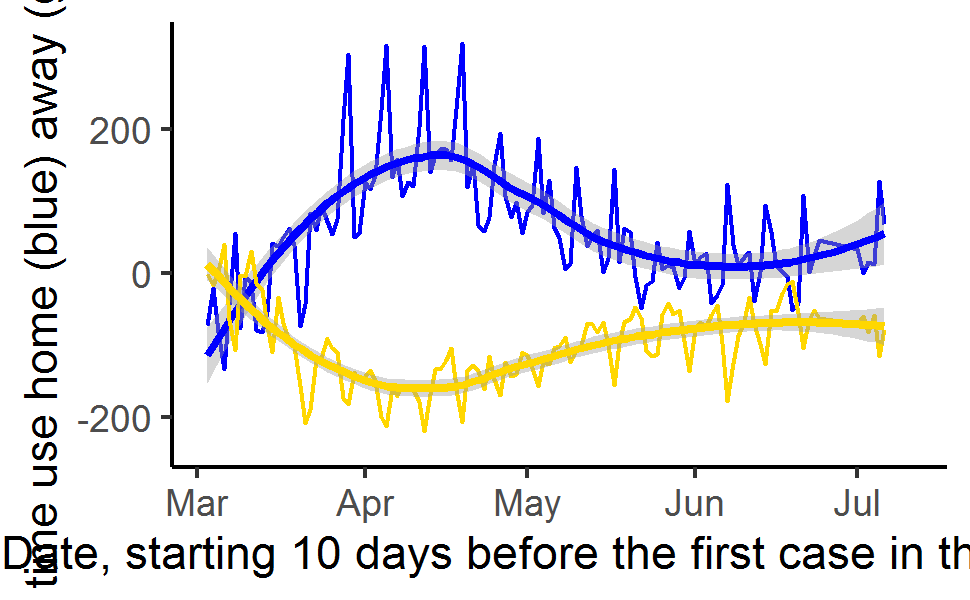 time use home (blue) away (
200
0
-200
Mar Apr May Jun Jul
Date, starting 10 days before the first case in th